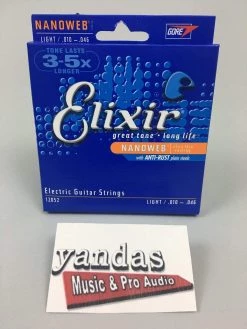 NANOWEB
LIGHT / .010 - .046
GORE
TONE LASTS
3-5x
LONGER
Elixir
great tone · long life
NANOWEB
with ANTI-RUST plain steels
Electric Guitar Strings
12052
LIGHT / .010 - .046
yandas
Music & Pro Audio